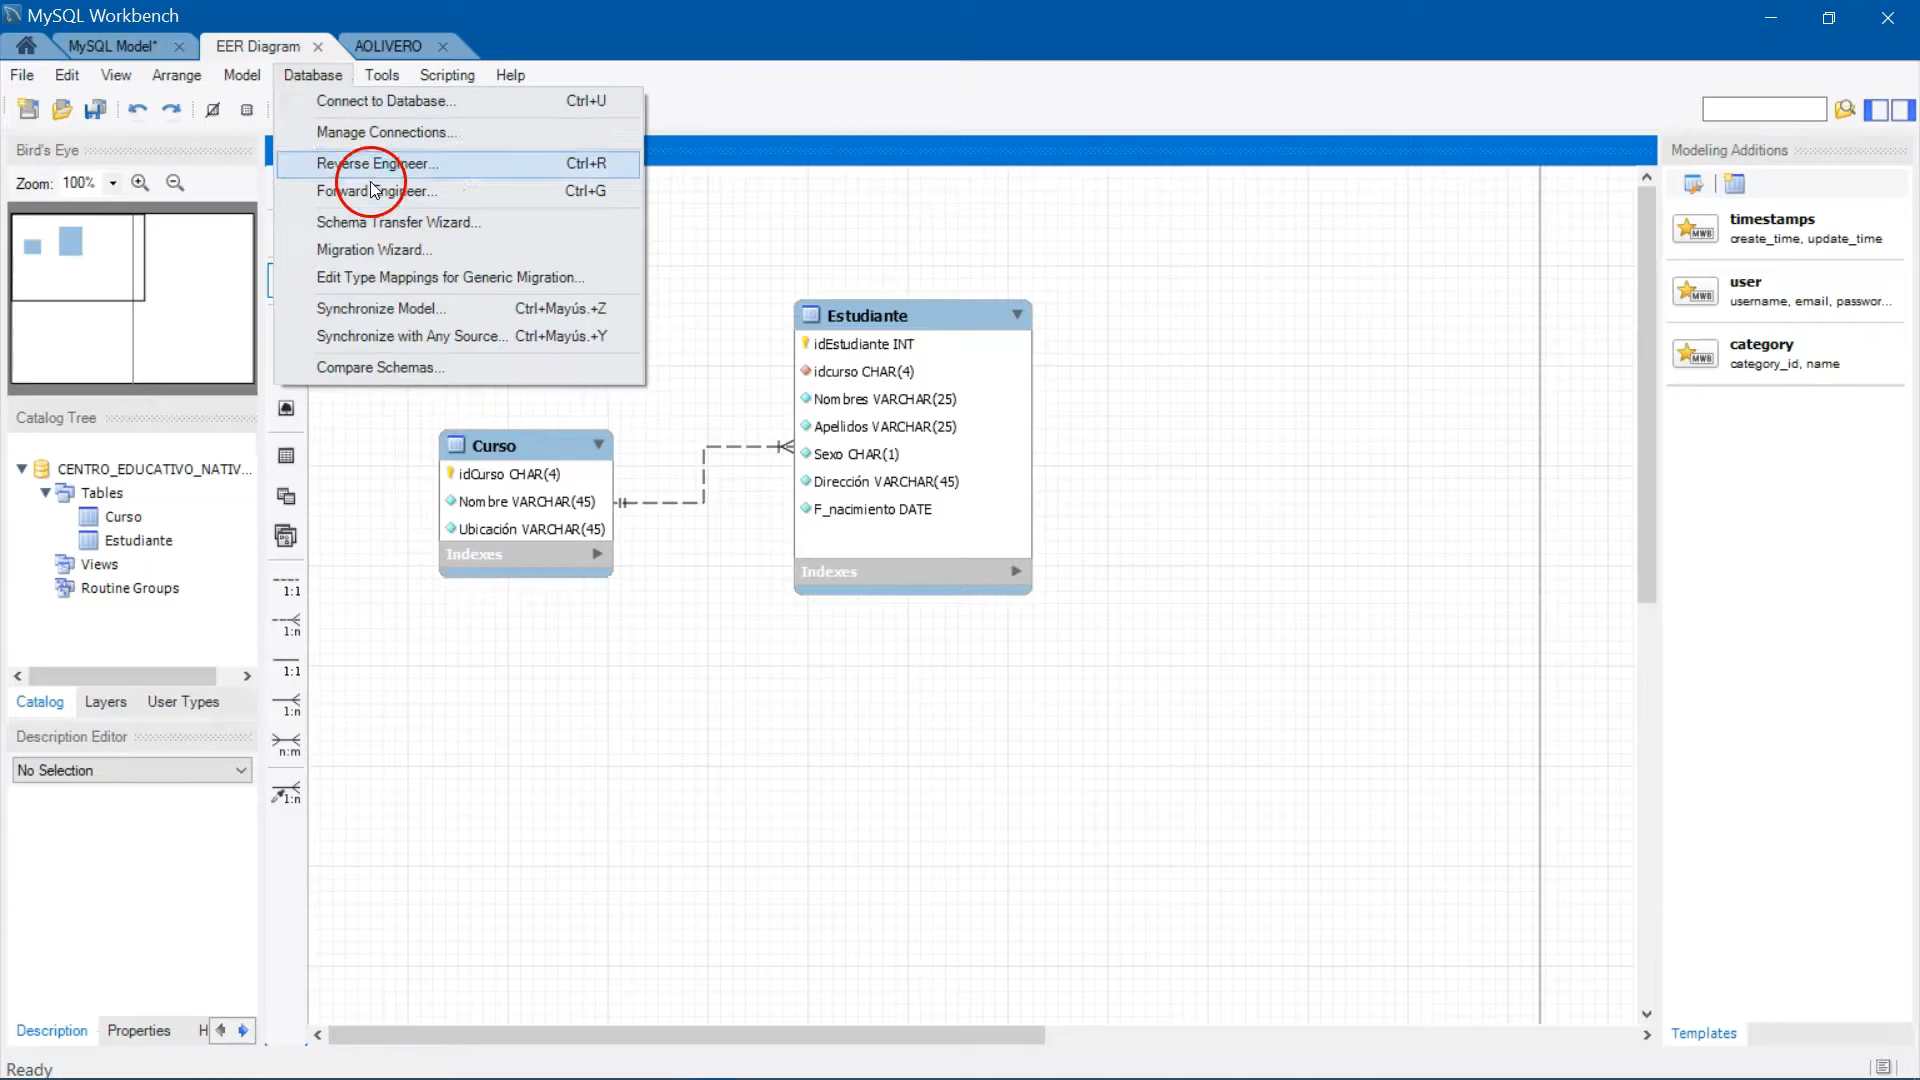 MySQL Workbench
MySQL Model*
EER Diagram
AOLIVERO
File Edit View Arrange Model Database Tools Scripting Help
Connect to Database... Ctrl+U
Manage Connections...
Reverse Engineer... Ctrl+R
Forward Engineer... Ctrl+G
Schema Transfer Wizard...
Migration Wizard...
Edit Type Mappings for Generic Migration...
Synchronize Model... Ctrl+Mayús.+Z
Synchronize with Any Source... Ctrl+Mayús.+Y
Compare Schemas...
Bird's Eye
Zoom: 100%
Catalog Tree
CENTRO_EDUCATIVO_NATIV...
Tables
Curso
Estudiante
Views
Routine Groups
Catalog Layers User Types
Description Editor
No Selection
Description Properties H
Ready
1:1
1:n
1:1
1:n
n:m
1:n
Curso
idCurso CHAR(4)
Nombre VARCHAR(45)
Ubicación VARCHAR(45)
Indexes
Estudiante
idEstudiante INT
idcurso CHAR(4)
Nombres VARCHAR(25)
Apellidos VARCHAR(25)
Sexo CHAR(1)
Dirección VARCHAR(45)
F_nacimiento DATE
Indexes
Modeling Additions
MWB
timestamps
create_time, update_time
MWB
user
username, email, passwor...
MWB
category
category_id, name
Templates